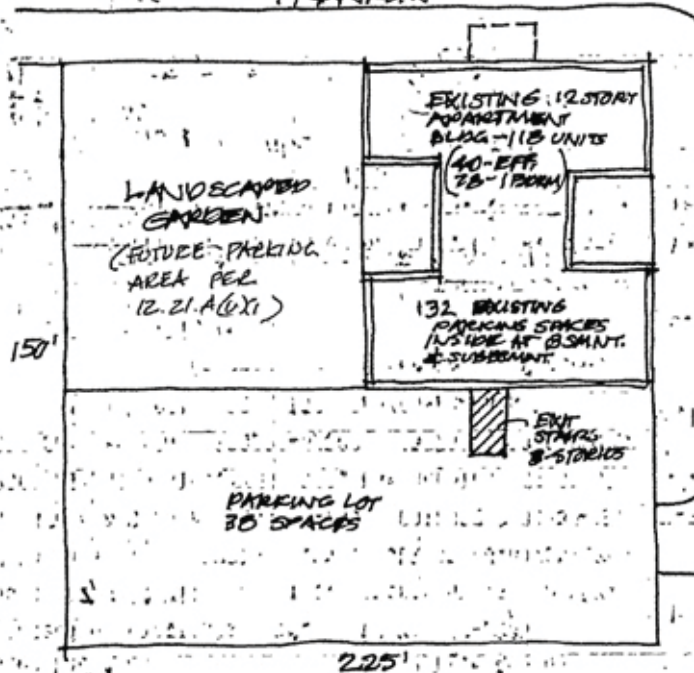 EXISTING 12 STORY
APARTMENT
BLDG-118 UNITS
(40-EFF.
78-1 BDRM)
LANDSCAPED
GARDEN
(FUTURE PARKING
AREA PER
12.21.A(4)(X1)
132 EXISTING
PARKING SPACES
INSIDE AT BSMNT.
& SUBBSMNT.
150'
EXIT
STAIRS
8-STORIES
PARKING LOT
38 SPACES
225'